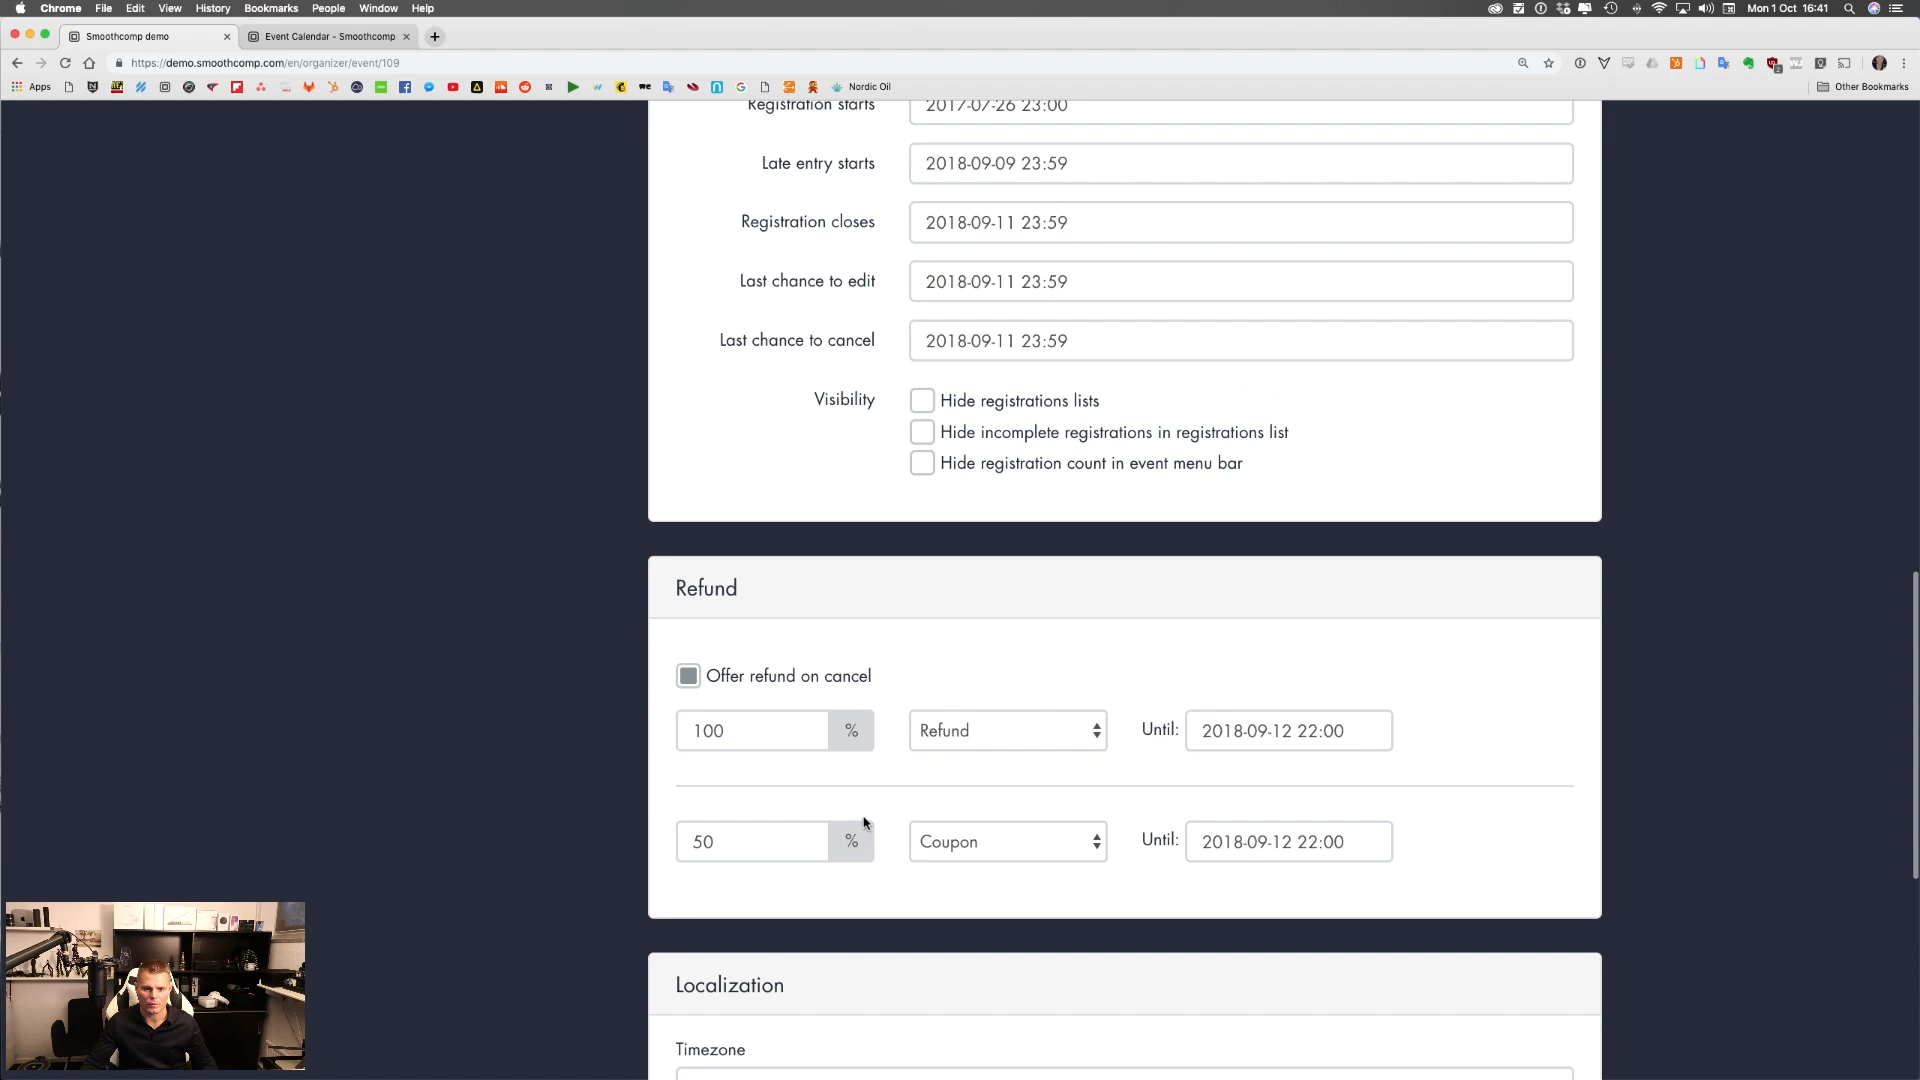 Chrome File Edit View History Bookmarks People Window Help Mon 1 Oct 16:41
Smoothcomp demo Event Calendar - Smoothcomp
https://demo.smoothcomp.com/en/organizer/event/109
Apps Nordic Oil Other Bookmarks
Registration starts 2017-07-26 23:00
Late entry starts 2018-09-09 23:59
Registration closes 2018-09-11 23:59
Last chance to edit 2018-09-11 23:59
Last chance to cancel 2018-09-11 23:59
Visibility Hide registrations lists
Hide incomplete registrations in registrations list
Hide registration count in event menu bar
Refund
Offer refund on cancel
100 % Refund Until: 2018-09-12 22:00
50 % Coupon Until: 2018-09-12 22:00
Localization
Timezone